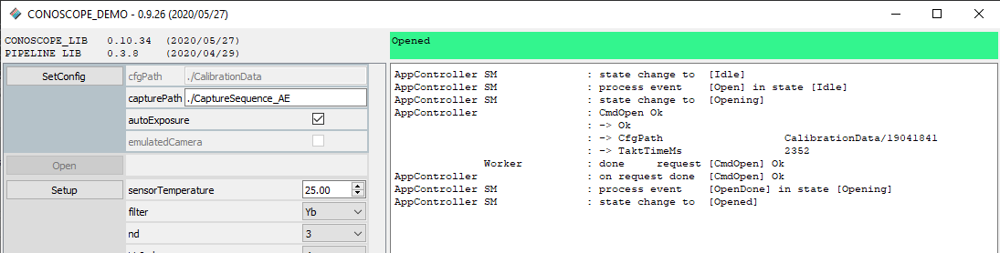 CONOSCOPE_DEMO - 0.9.26 (2020/05/27)
CONOSCOPE_LIB 0.10.34 (2020/05/27)
PIPELINE LIB 0.3.8 (2020/04/29)
Opened
SetConfig
cfgPath ./CalibrationData
capturePath ./CaptureSequence_AE
autoExposure
emulatedCamera
Open
Setup
sensorTemperature 25.00
filter Yb
nd 3
AppController SM : state change to [Idle]
AppController SM : process event [Open] in state [Idle]
AppController SM : state change to [Opening]
AppController : CmdOpen Ok
: -> Ok
: -> CfgPath CalibrationData/19041841
: -> TaktTimeMs 2352
Worker : done request [CmdOpen] Ok
AppController : on request done [CmdOpen] Ok
AppController SM : process event [OpenDone] in state [Opening]
AppController SM : state change to [Opened]